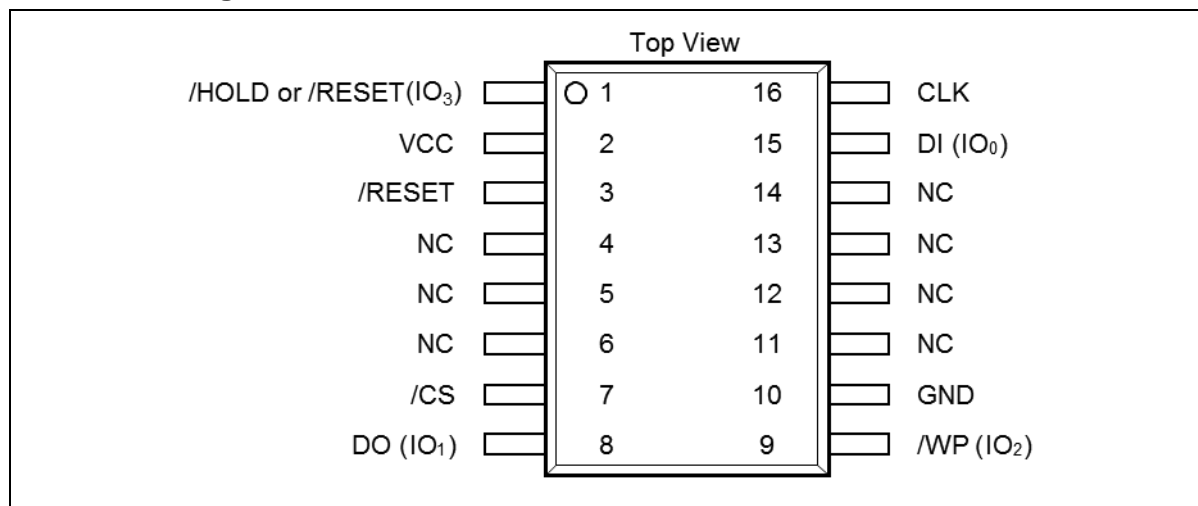 Top View
/HOLD or /RESET(IO₃) 1 16 CLK
VCC 2 15 DI (IO₀)
/RESET 3 14 NC
NC 4 13 NC
NC 5 12 NC
NC 6 11 NC
/CS 7 10 GND
DO (IO₁) 8 9 /WP (IO₂)